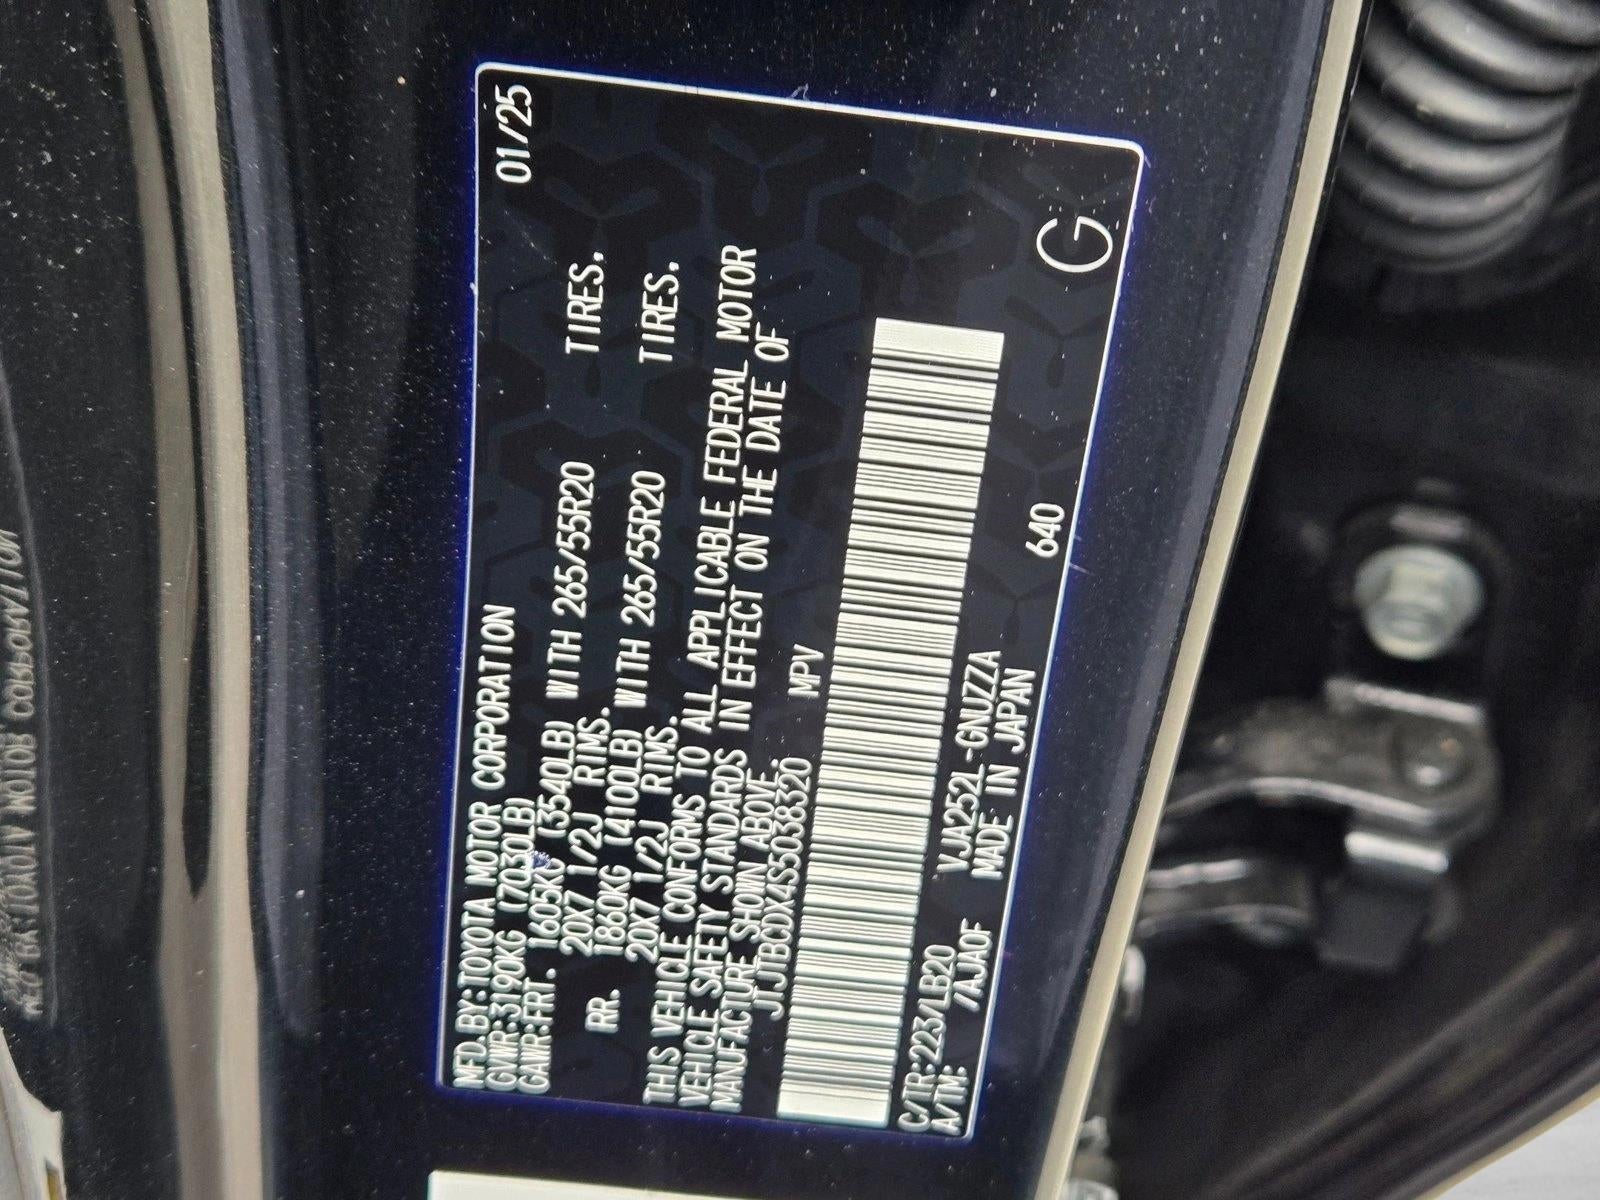 MFD.BY:TOYOTA MOTOR CORPORATION 01/25
GVWR:3190KG (7030LB)
GAWR:FRT. 1605KG (3540LB) WITH 265/55R20 TIRES.
20X7 1/2J RIMS.
RR. 1860KG (4100LB) WITH 265/55R20 TIRES.
20X7 1/2J RIMS.
THIS VEHICLE CONFORMS TO ALL APPLICABLE FEDERAL MOTOR
VEHICLE SAFETY STANDARDS IN EFFECT ON THE DATE OF
MANUFACTURE SHOWN ABOVE.
JTJTBCDX4S5038320 MPV
C/TR:223/LB20 VJA252L-GNUZZA
A/TM: /AJA0F MADE IN JAPAN 640 G